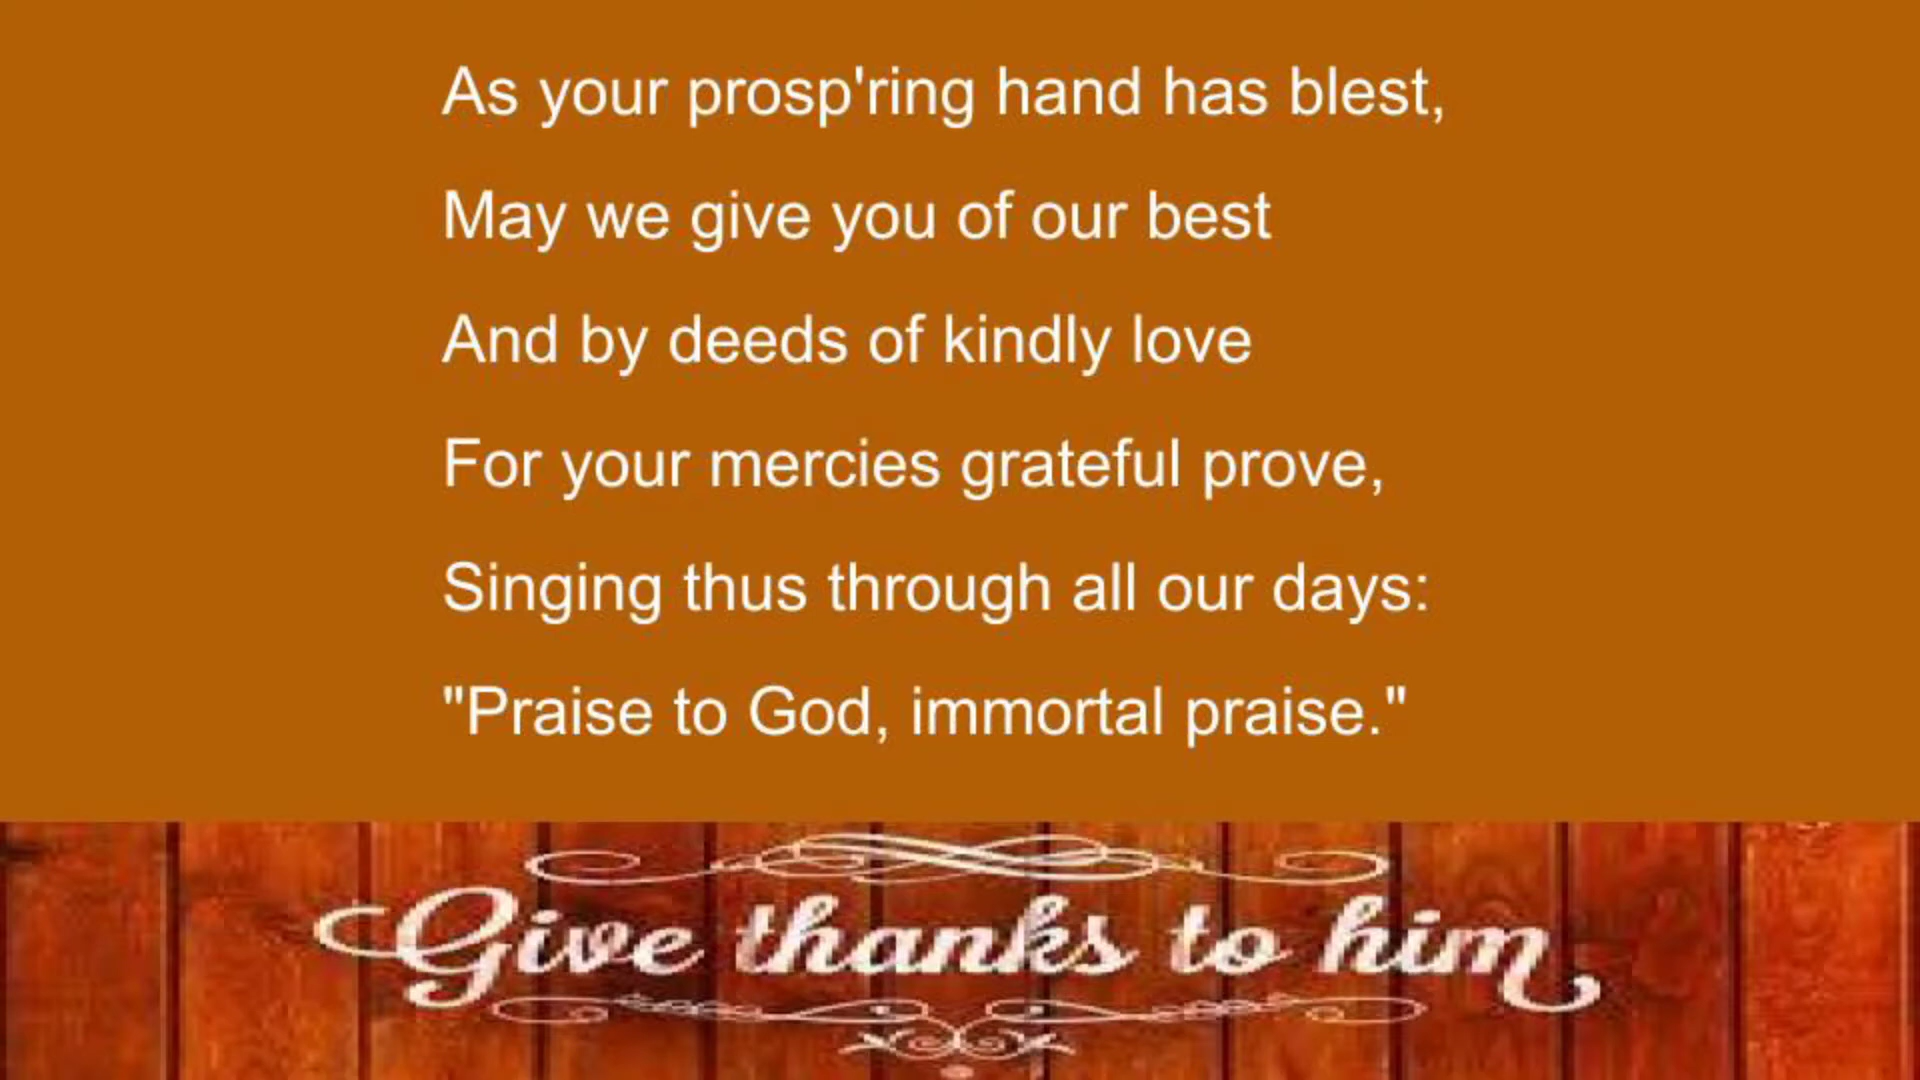 As your prosp'ring hand has blest,
May we give you of our best
And by deeds of kindly love
For your mercies grateful prove,
Singing thus through all our days:
"Praise to God, immortal praise."
Give thanks to him